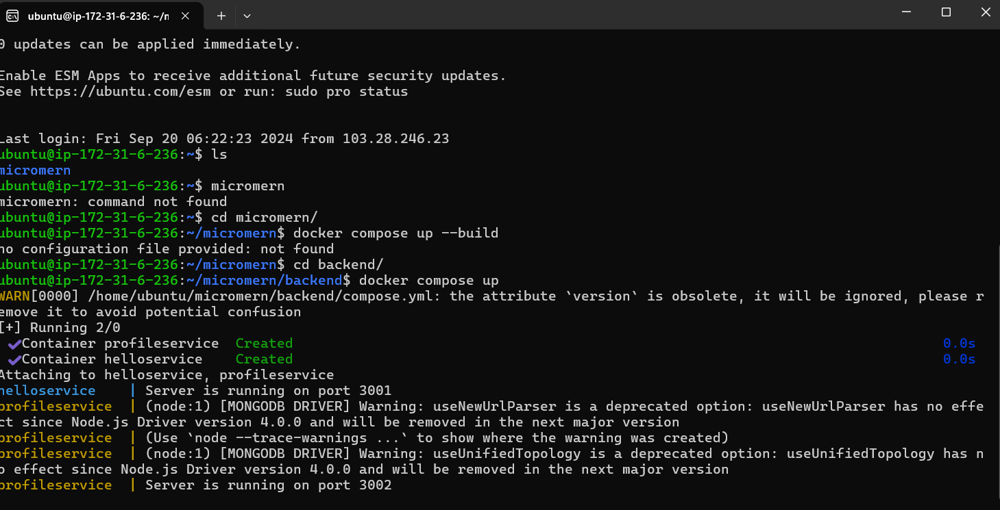 ubuntu@ip-172-31-6-236: ~/n
0 updates can be applied immediately.
Enable ESM Apps to receive additional future security updates.
See https://ubuntu.com/esm or run: sudo pro status
Last login: Fri Sep 20 06:22:23 2024 from 103.28.246.23
ubuntu@ip-172-31-6-236:~$ ls
micromern
ubuntu@ip-172-31-6-236:~$ micromern
micromern: command not found
ubuntu@ip-172-31-6-236:~$ cd micromern/
ubuntu@ip-172-31-6-236:~/micromern$ docker compose up --build
no configuration file provided: not found
ubuntu@ip-172-31-6-236:~/micromern$ cd backend/
ubuntu@ip-172-31-6-236:~/micromern/backend$ docker compose up
WARN[0000] /home/ubuntu/micromern/backend/compose.yml: the attribute `version` is obsolete, it will be ignored, please r
emove it to avoid potential confusion
[+] Running 2/0
✔Container profileservice  Created 0.0s
✔Container helloservice    Created 0.0s
Attaching to helloservice, profileservice
helloservice    | Server is running on port 3001
profileservice  | (node:1) [MONGODB DRIVER] Warning: useNewUrlParser is a deprecated option: useNewUrlParser has no effe
ct since Node.js Driver version 4.0.0 and will be removed in the next major version
profileservice  | (Use `node --trace-warnings ...` to show where the warning was created)
profileservice  | (node:1) [MONGODB DRIVER] Warning: useUnifiedTopology is a deprecated option: useUnifiedTopology has n
o effect since Node.js Driver version 4.0.0 and will be removed in the next major version
profileservice  | Server is running on port 3002